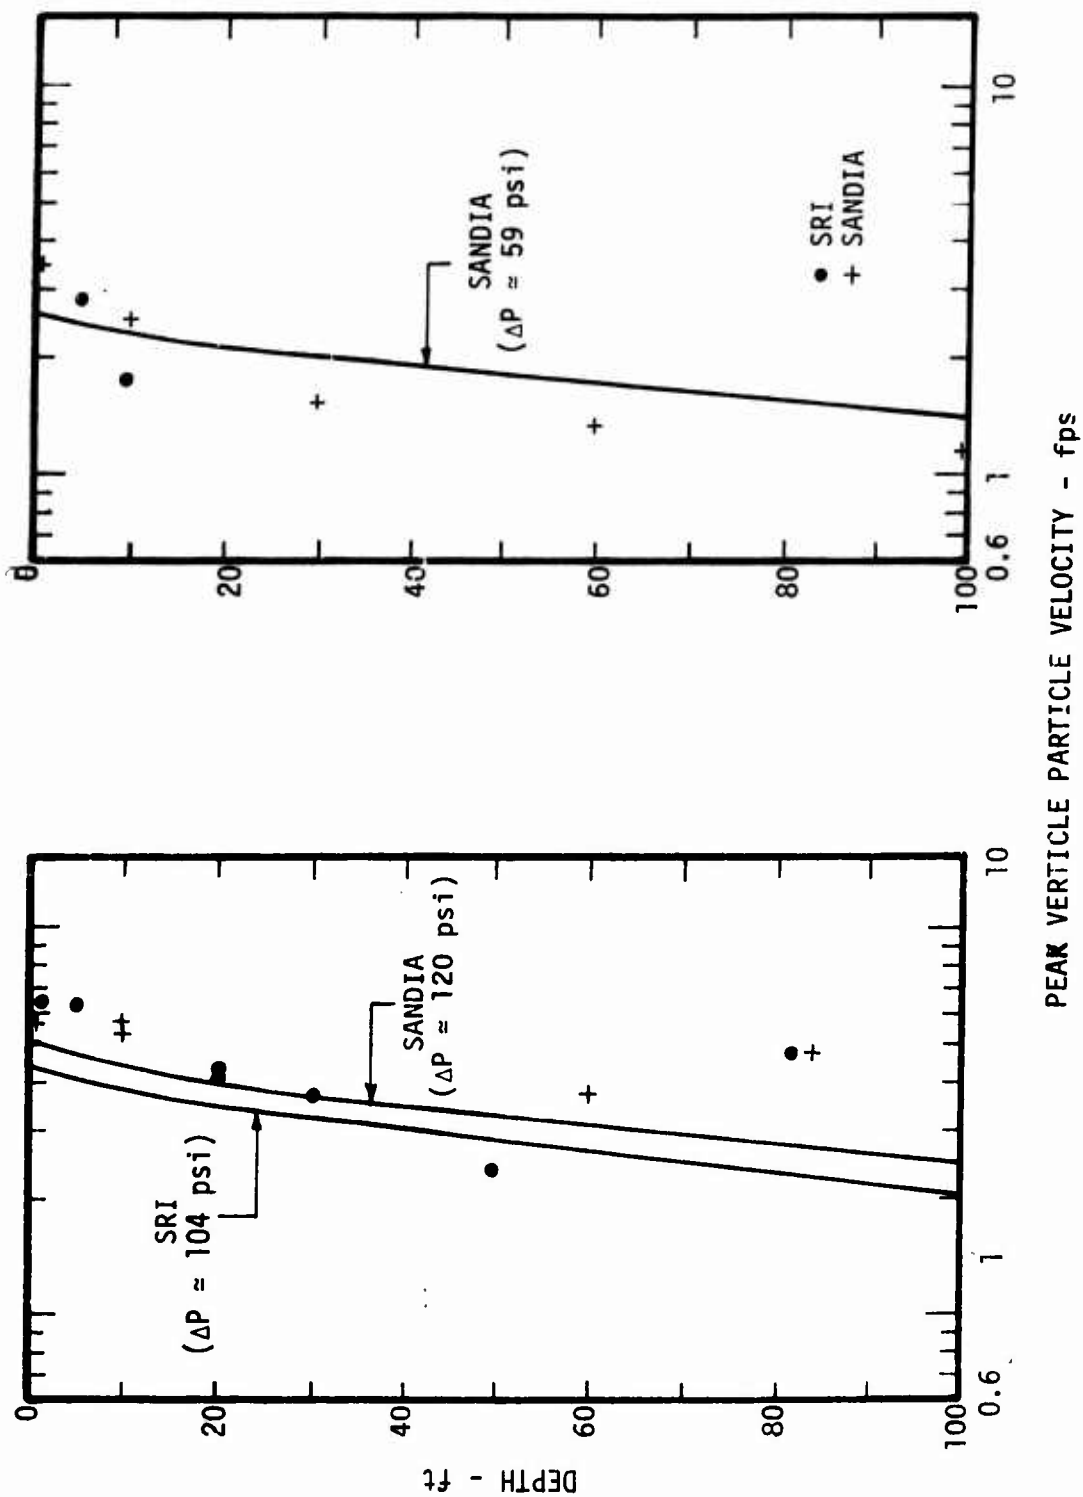 DEPTH - ft
0
20
40
60
80
100
0.6
1
10
SRI
(ΔP ≃ 104 psi)
SANDIA
(ΔP ≃ 120 psi)
0
20
40
60
80
100
0.6
1
10
SANDIA
(ΔP ≃ 59 psi)
● SRI
+ SANDIA
PEAK VERTICLE PARTICLE VELOCITY - fps